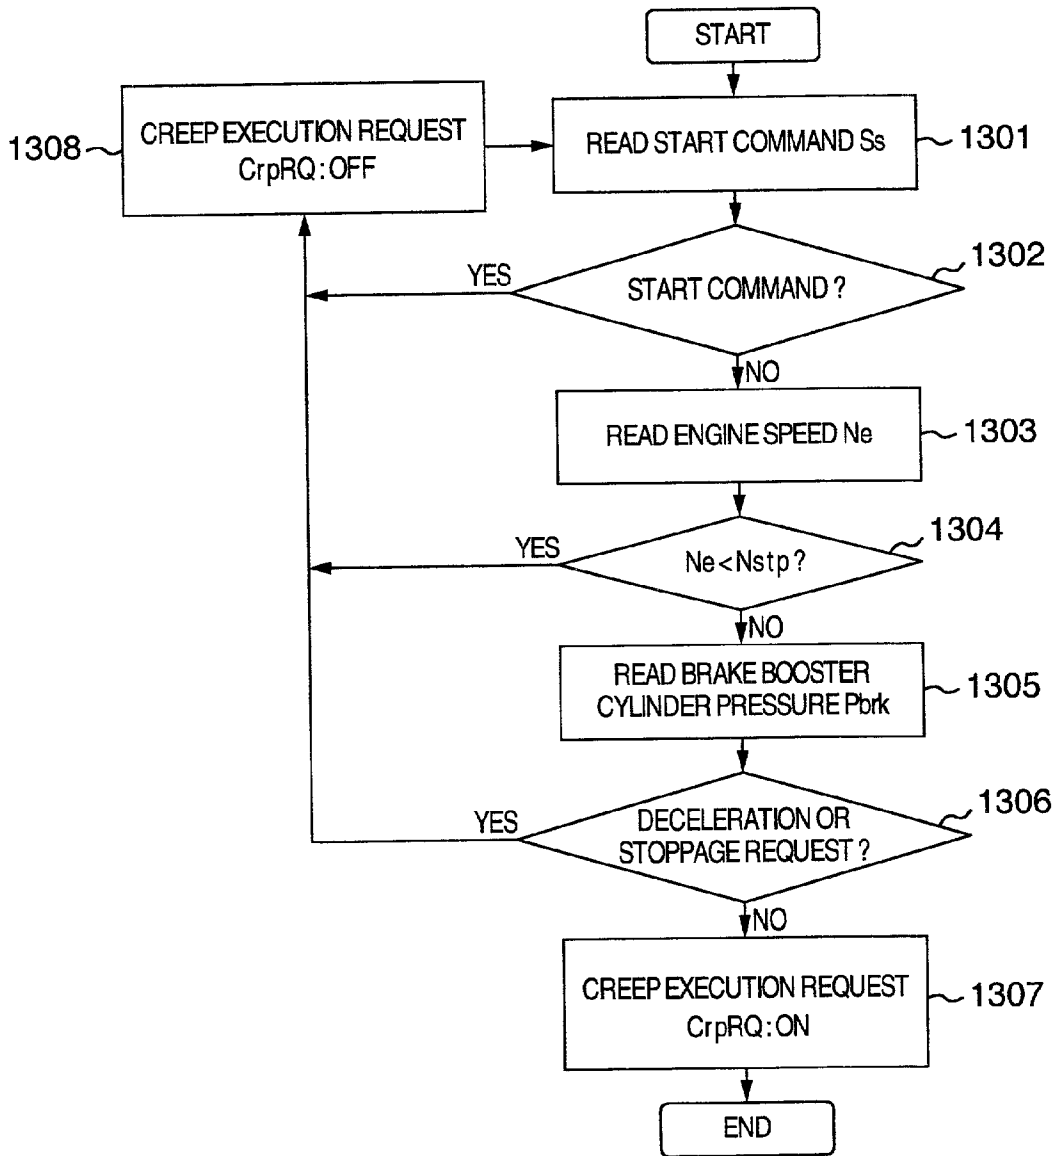 START
CREEP EXECUTION REQUEST
CrpRQ:OFF
1308
READ START COMMAND Ss
1301
START COMMAND ?
1302
YES
NO
READ ENGINE SPEED Ne
1303
Ne<Nstp?
1304
YES
NO
READ BRAKE BOOSTER
CYLINDER PRESSURE Pbrk
1305
DECELERATION OR
STOPPAGE REQUEST ?
1306
YES
NO
CREEP EXECUTION REQUEST
CrpRQ:ON
1307
END